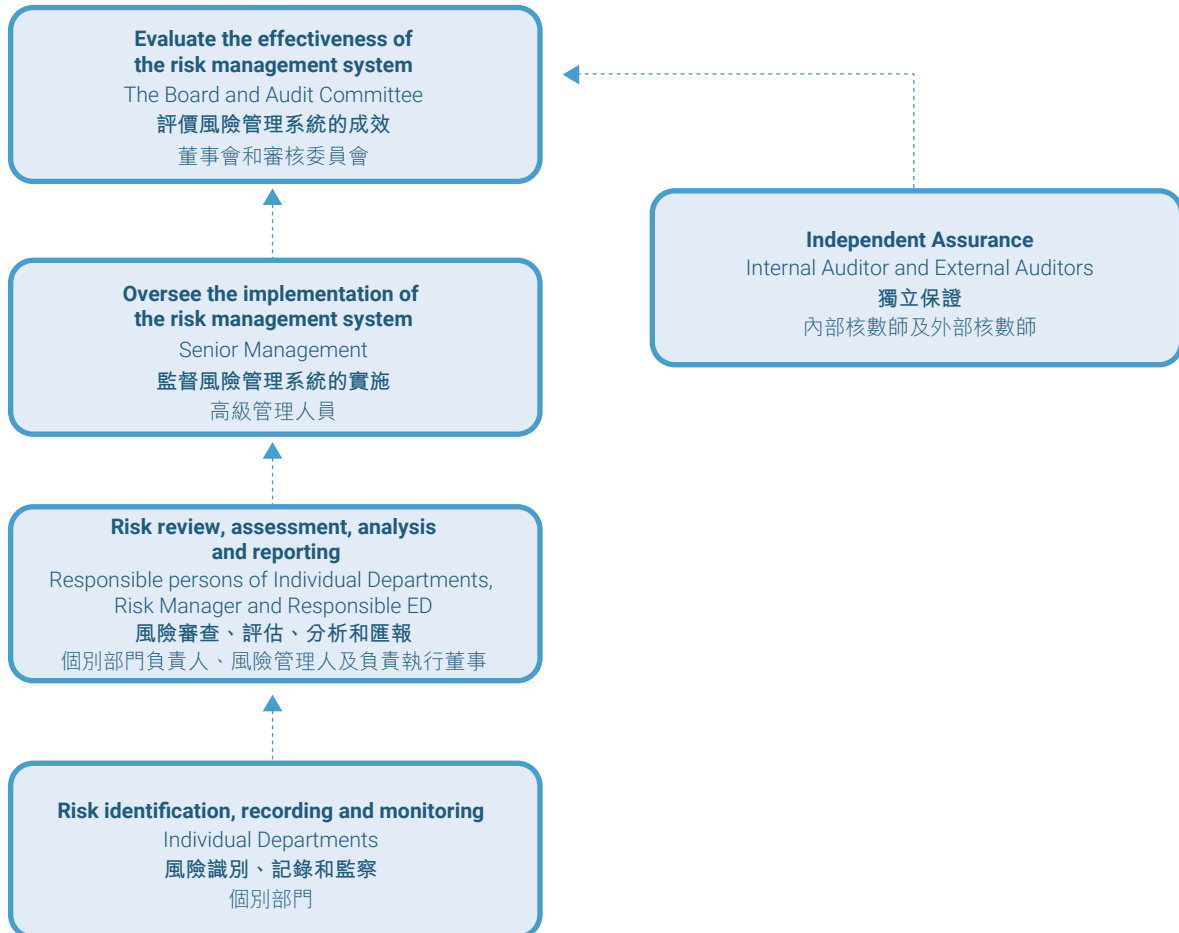 Evaluate the effectiveness of
the risk management system
The Board and Audit Committee
評價風險管理系統的成效
董事會和審核委員會
Independent Assurance
Internal Auditor and External Auditors
獨立保證
內部核數師及外部核數師
Oversee the implementation of
the risk management system
Senior Management
監督風險管理系統的實施
高級管理人員
Risk review, assessment, analysis
and reporting
Responsible persons of Individual Departments,
Risk Manager and Responsible ED
風險審查、評估、分析和匯報
個別部門負責人、風險管理人及負責執行董事
Risk identification, recording and monitoring
Individual Departments
風險識別、記錄和監察
個別部門